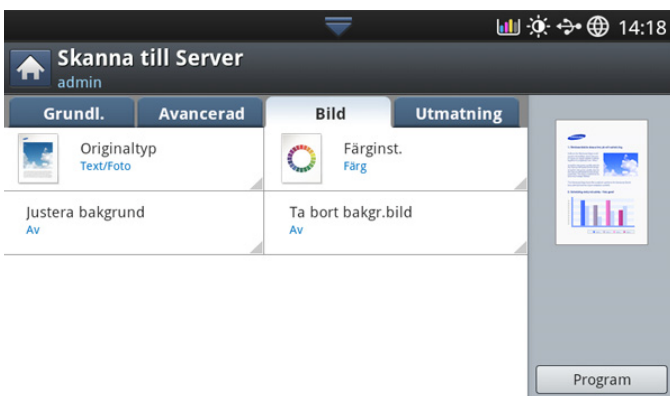 14:18
Skanna till Server
admin
Grundl.
Avancerad
Bild
Utmatning
Originaltyp
Text/Foto
Färginst.
Färg
Justera bakgrund
Av
Ta bort bakgr.bild
Av
Program